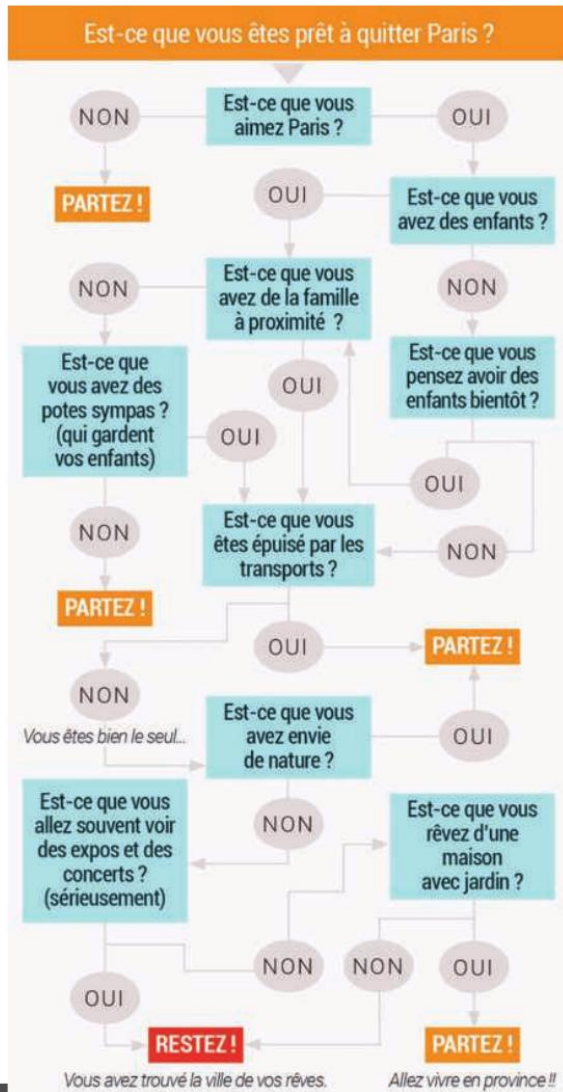 Est-ce que vous êtes prêt à quitter Paris ?
Est-ce que vous
aimez Paris ?
NON
OUI
PARTEZ !
Est-ce que vous
avez des enfants ?
OUI
NON
Est-ce que vous
avez de la famille
à proximité ?
NON
OUI
Est-ce que vous
pensez avoir des
enfants bientôt ?
OUI
NON
Est-ce que
vous avez des
potes sympas ?
(qui gardent
vos enfants)
OUI
NON
PARTEZ !
Est-ce que vous
êtes épuisé par les
transports ?
OUI
PARTEZ !
NON
Vous êtes bien le seul...
Est-ce que vous
avez envie
de nature ?
OUI
NON
Est-ce que vous
allez souvent voir
des expos et des
concerts ?
(sérieusement)
OUI
NON
Est-ce que vous
rêvez d'une
maison
avec jardin ?
NON
OUI
RESTEZ !
Vous avez trouvé la ville de vos rêves.
PARTEZ !
Allez vivre en province !!